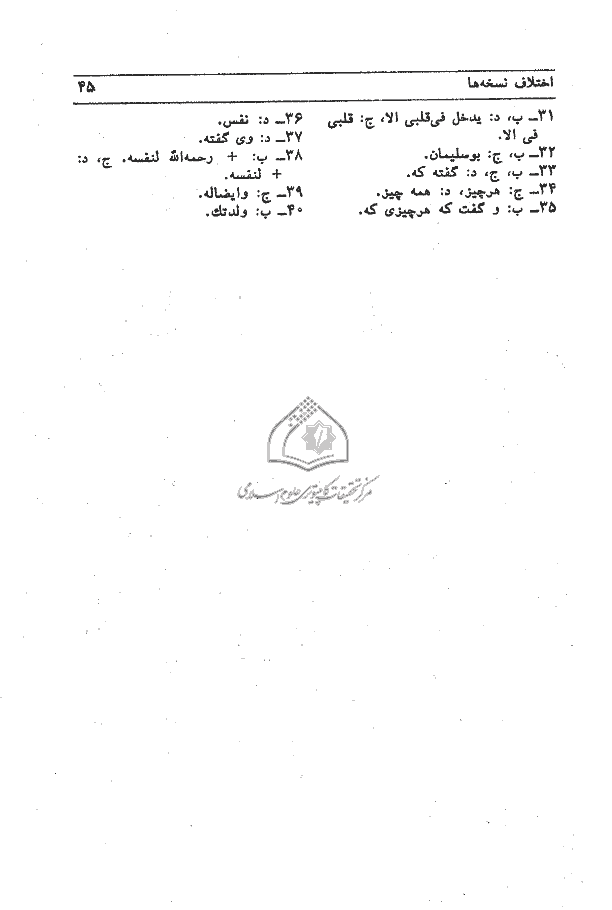 اختلاف نسخه‌ها
۴۵
۳۱ـ ب، د: یدخل فی‌قلبی الا، ج: قلبی
فی الا.
۳۲ـ ب، ج: بوسلیمان.
۳۳ـ ب، ج، د: گفته که.
۳۴ـ ج: هرچیز، د: همه چیز.
۳۵ـ ب: و گفت که هرچیزی که.
۳۶ـ د: نفس.
۳۷ـ د: وی گفته.
۳۸ـ ب: + رحمه‌الله لنفسه. ج، د:
+ لنفسه.
۳۹ـ ج: وایضاله.
۴۰ـ ب: ولدتك.
مرکز تحقیقات کامپیوتری علوم اسلامی